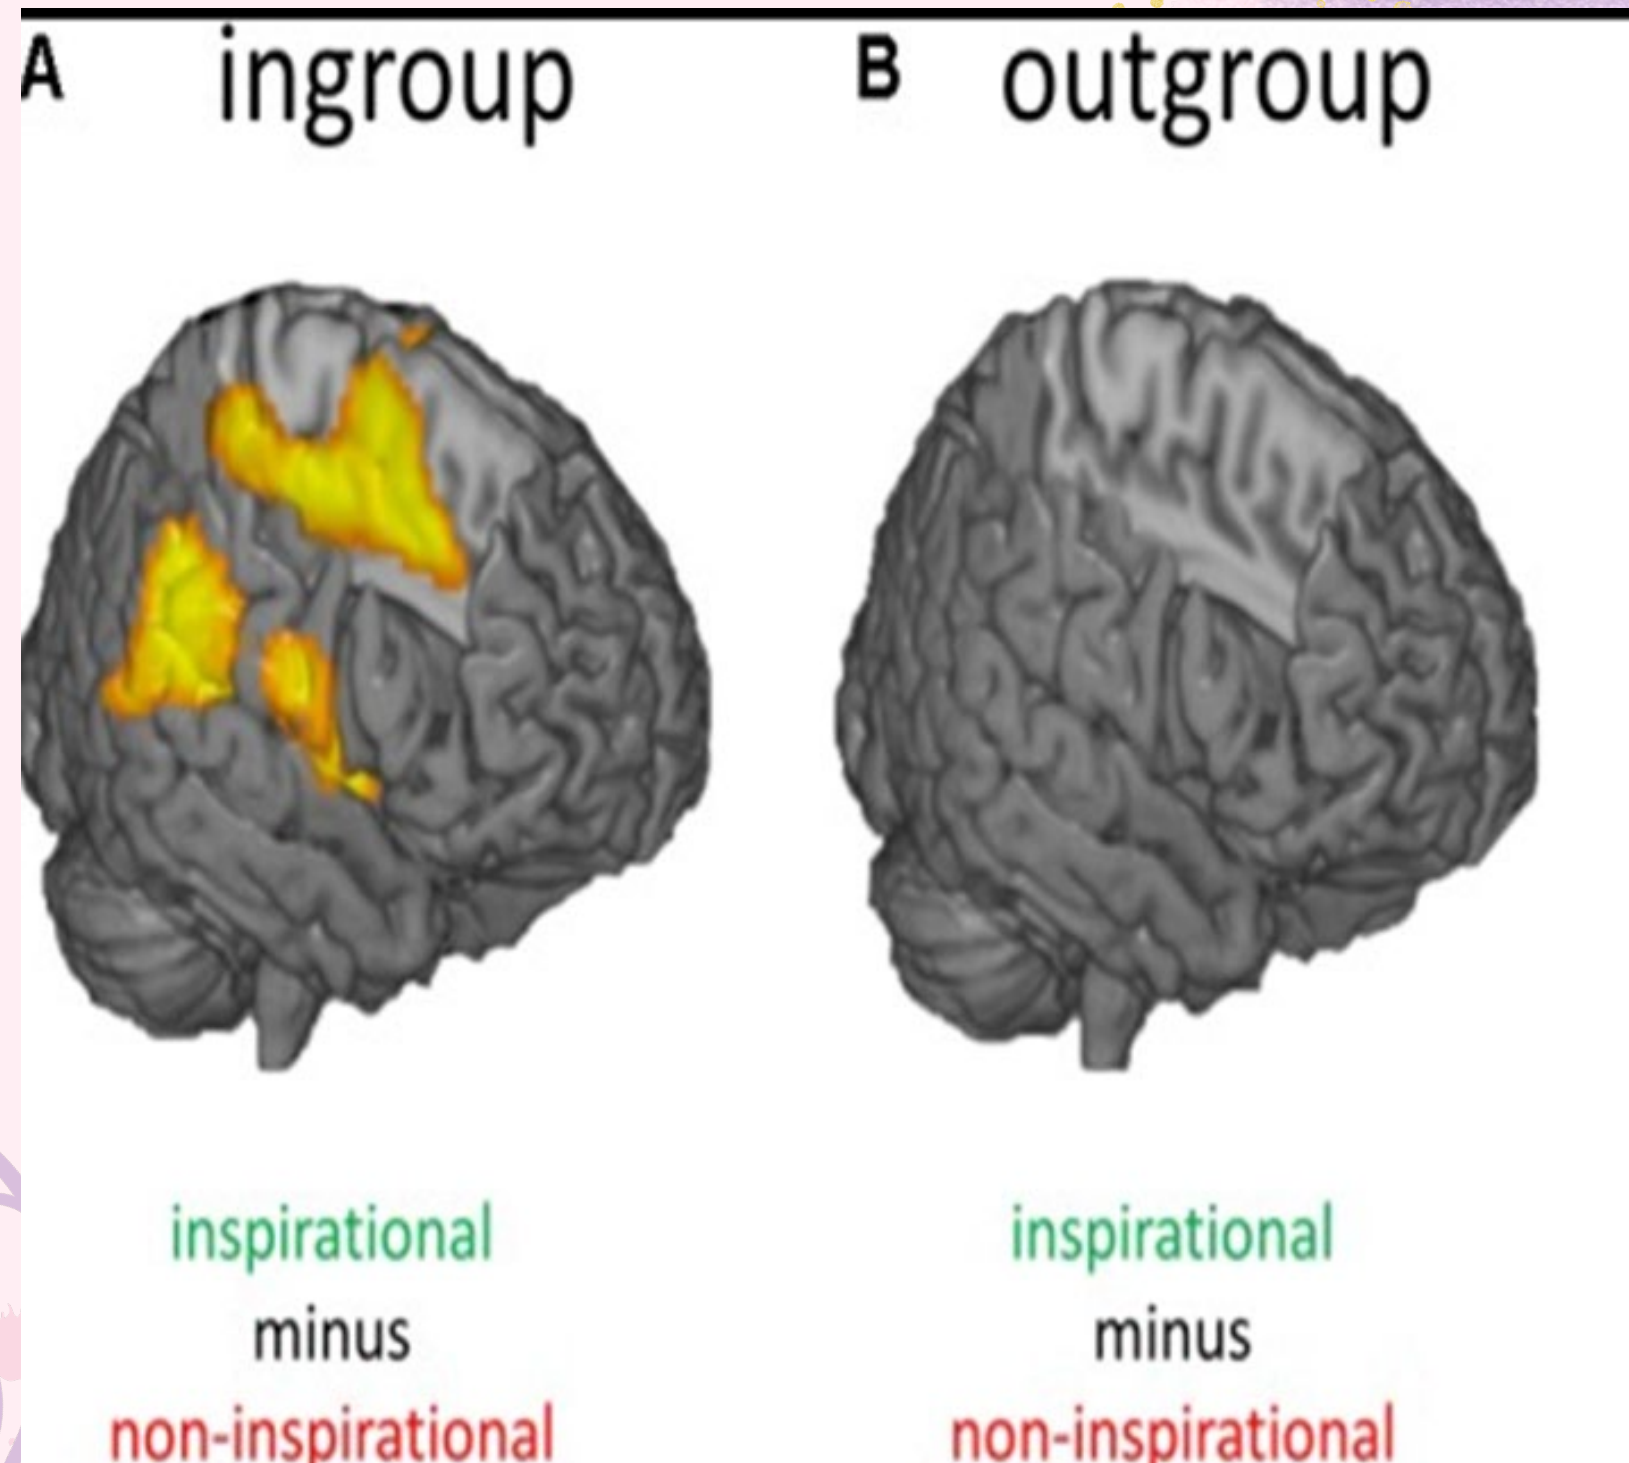 A ingroup
B outgroup
inspirational
minus
non-inspirational
inspirational
minus
non-inspirational